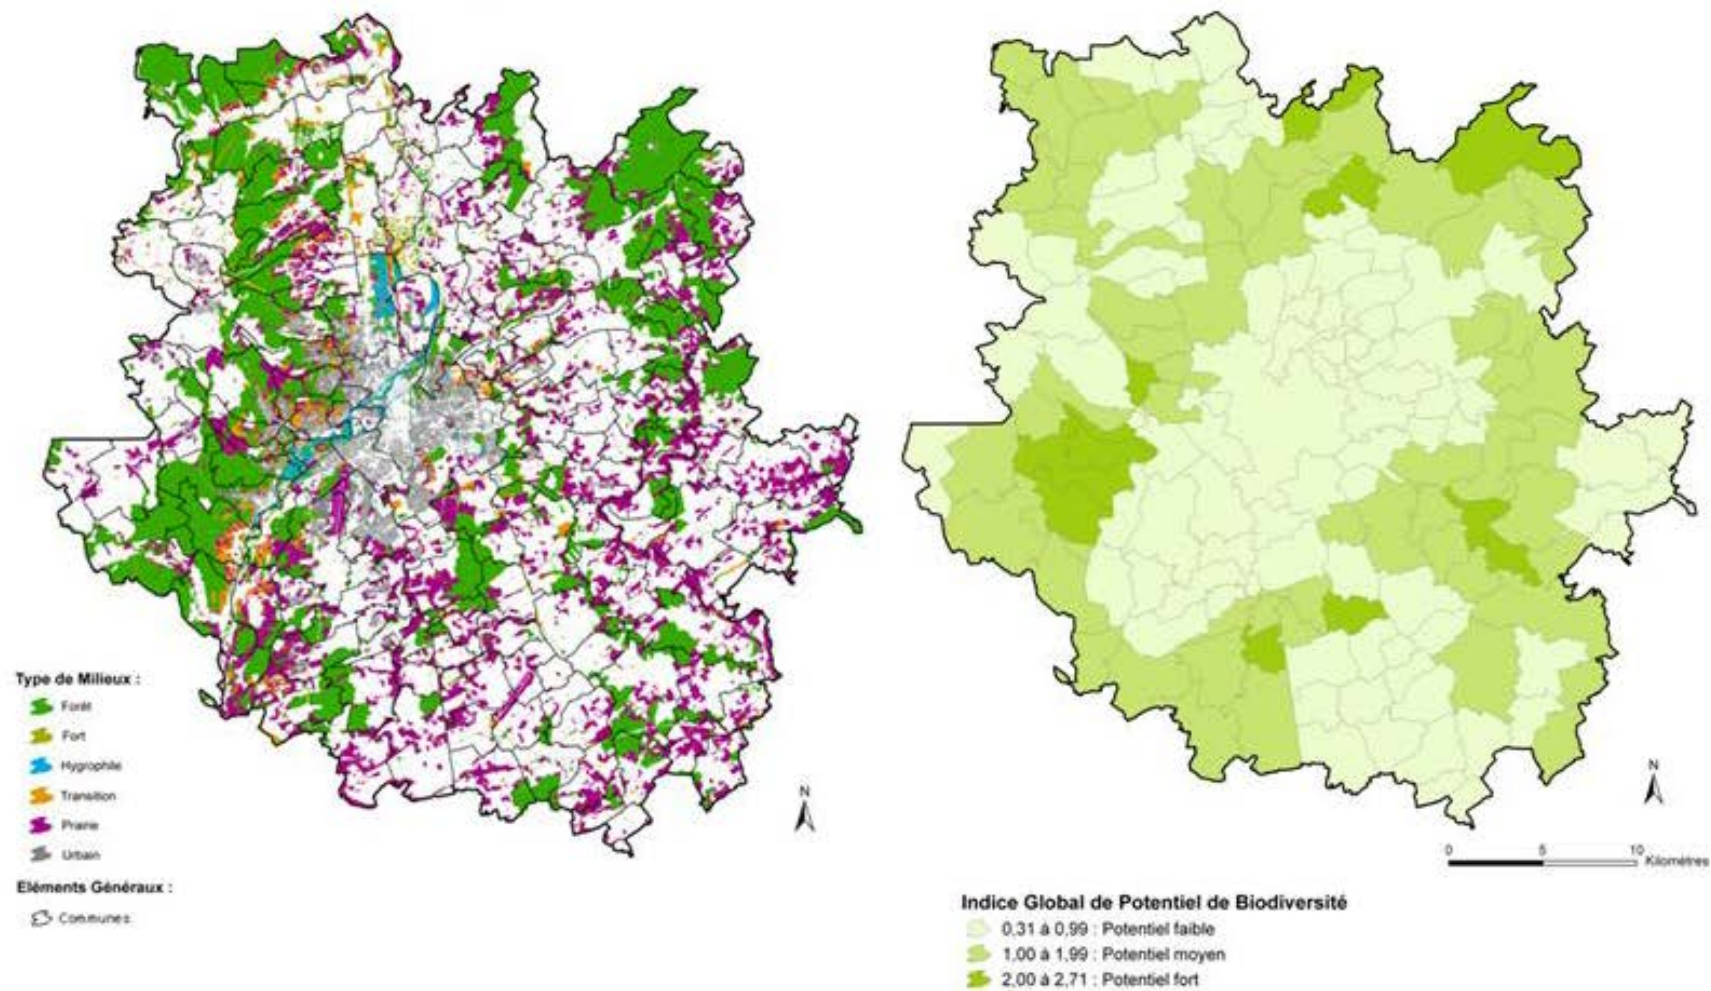 Type de Milieux :
Forêt
Fort
Hygrophile
Transition
Prairie
Urbain
Eléments Généraux :
Communes
N
N
0 5 10 Kilomètres
Indice Global de Potentiel de Biodiversité
0,31 à 0,99 : Potentiel faible
1,00 à 1,99 : Potentiel moyen
2,00 à 2,71 : Potentiel fort